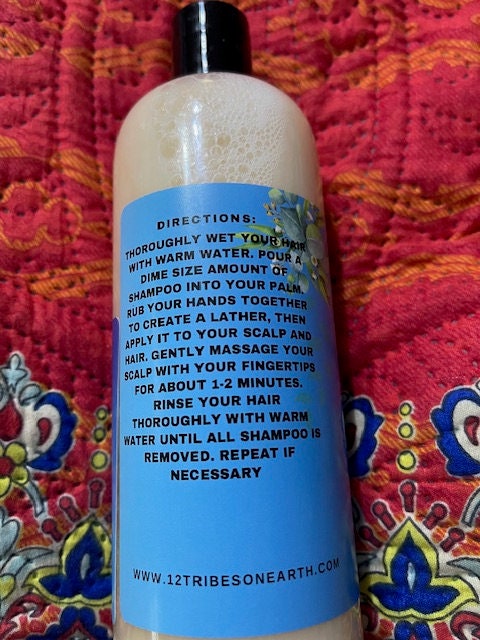 DIRECTIONS:
THOROUGHLY WET YOUR HAIR
WITH WARM WATER. POUR A
DIME SIZE AMOUNT OF
SHAMPOO INTO YOUR PALM.
RUB YOUR HANDS TOGETHER
TO CREATE A LATHER, THEN
APPLY IT TO YOUR SCALP AND
HAIR. GENTLY MASSAGE YOUR
SCALP WITH YOUR FINGERTIPS
FOR ABOUT 1-2 MINUTES.
RINSE YOUR HAIR
THOROUGHLY WITH WARM
WATER UNTIL ALL SHAMPOO IS
REMOVED. REPEAT IF
NECESSARY
WWW.12TRIBESONEARTH.COM